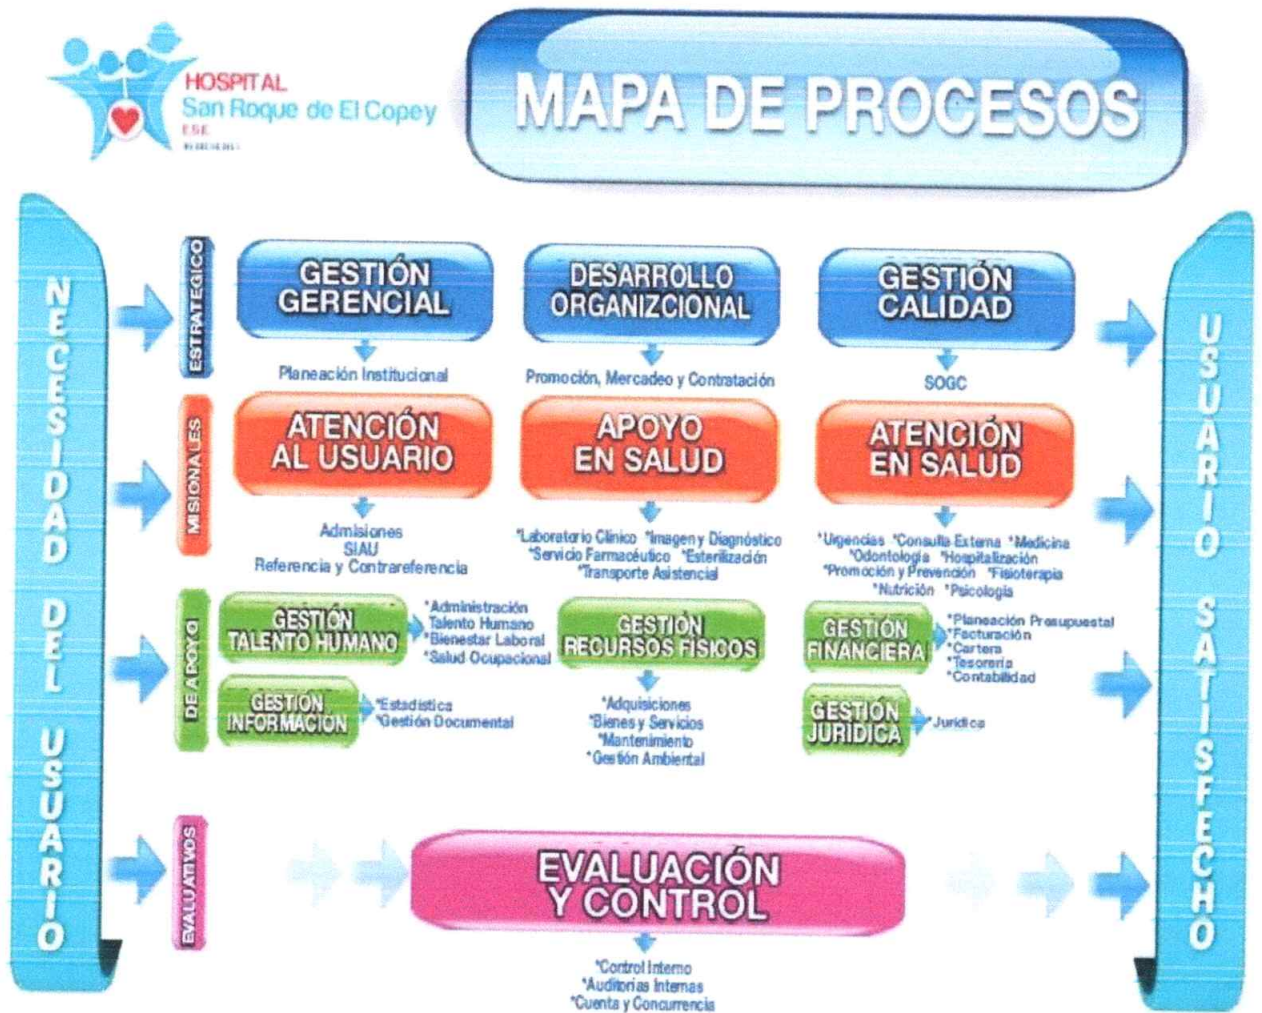 HOSPITAL
San Roque de El Copey
E.S.E.
MAPA DE PROCESOS
NECESIDAD DEL USUARIO
ESTRATEGICO
GESTIÓN
GERENCIAL
Planeación Institucional
DESARROLLO
ORGANIZCIONAL
Promoción, Mercadeo y Contratación
GESTIÓN
CALIDAD
SOGC
MISIONALES
ATENCIÓN
AL USUARIO
Admisiones
SIAU
Referencia y Contrareferencia
APOYO
EN SALUD
*Laboratorio Clínico *Imagen y Diagnóstico
*Servicio Farmacéutico *Esterilización
*Transporte Asistencial
ATENCIÓN
EN SALUD
*Urgencias *Consulta Externa *Medicina
*Odontología *Hospitalización
*Promoción y Prevención *Fisioterapia
*Nutrición *Psicología
DE APOYO
GESTIÓN
TALENTO HUMANO
*Administración
Talento Humano
*Bienestar Laboral
*Salud Ocupacional
GESTIÓN
INFORMACION
*Estadística
*Gestión Documental
GESTIÓN
RECURSOS FÍSICOS
*Adquisiciones
*Bienes y Servicios
*Mantenimiento
*Gestión Ambiental
GESTIÓN
FINANCIERA
*Planeación Presupuestal
*Facturación
*Cartera
*Tesorería
*Contabilidad
GESTIÓN
JURÍDICA
*Jurídica
EVALUATIVOS
EVALUACIÓN
Y CONTROL
*Control Interno
*Auditorías Internas
*Cuenta y Concurrencia
USUARIO SATISFECHO